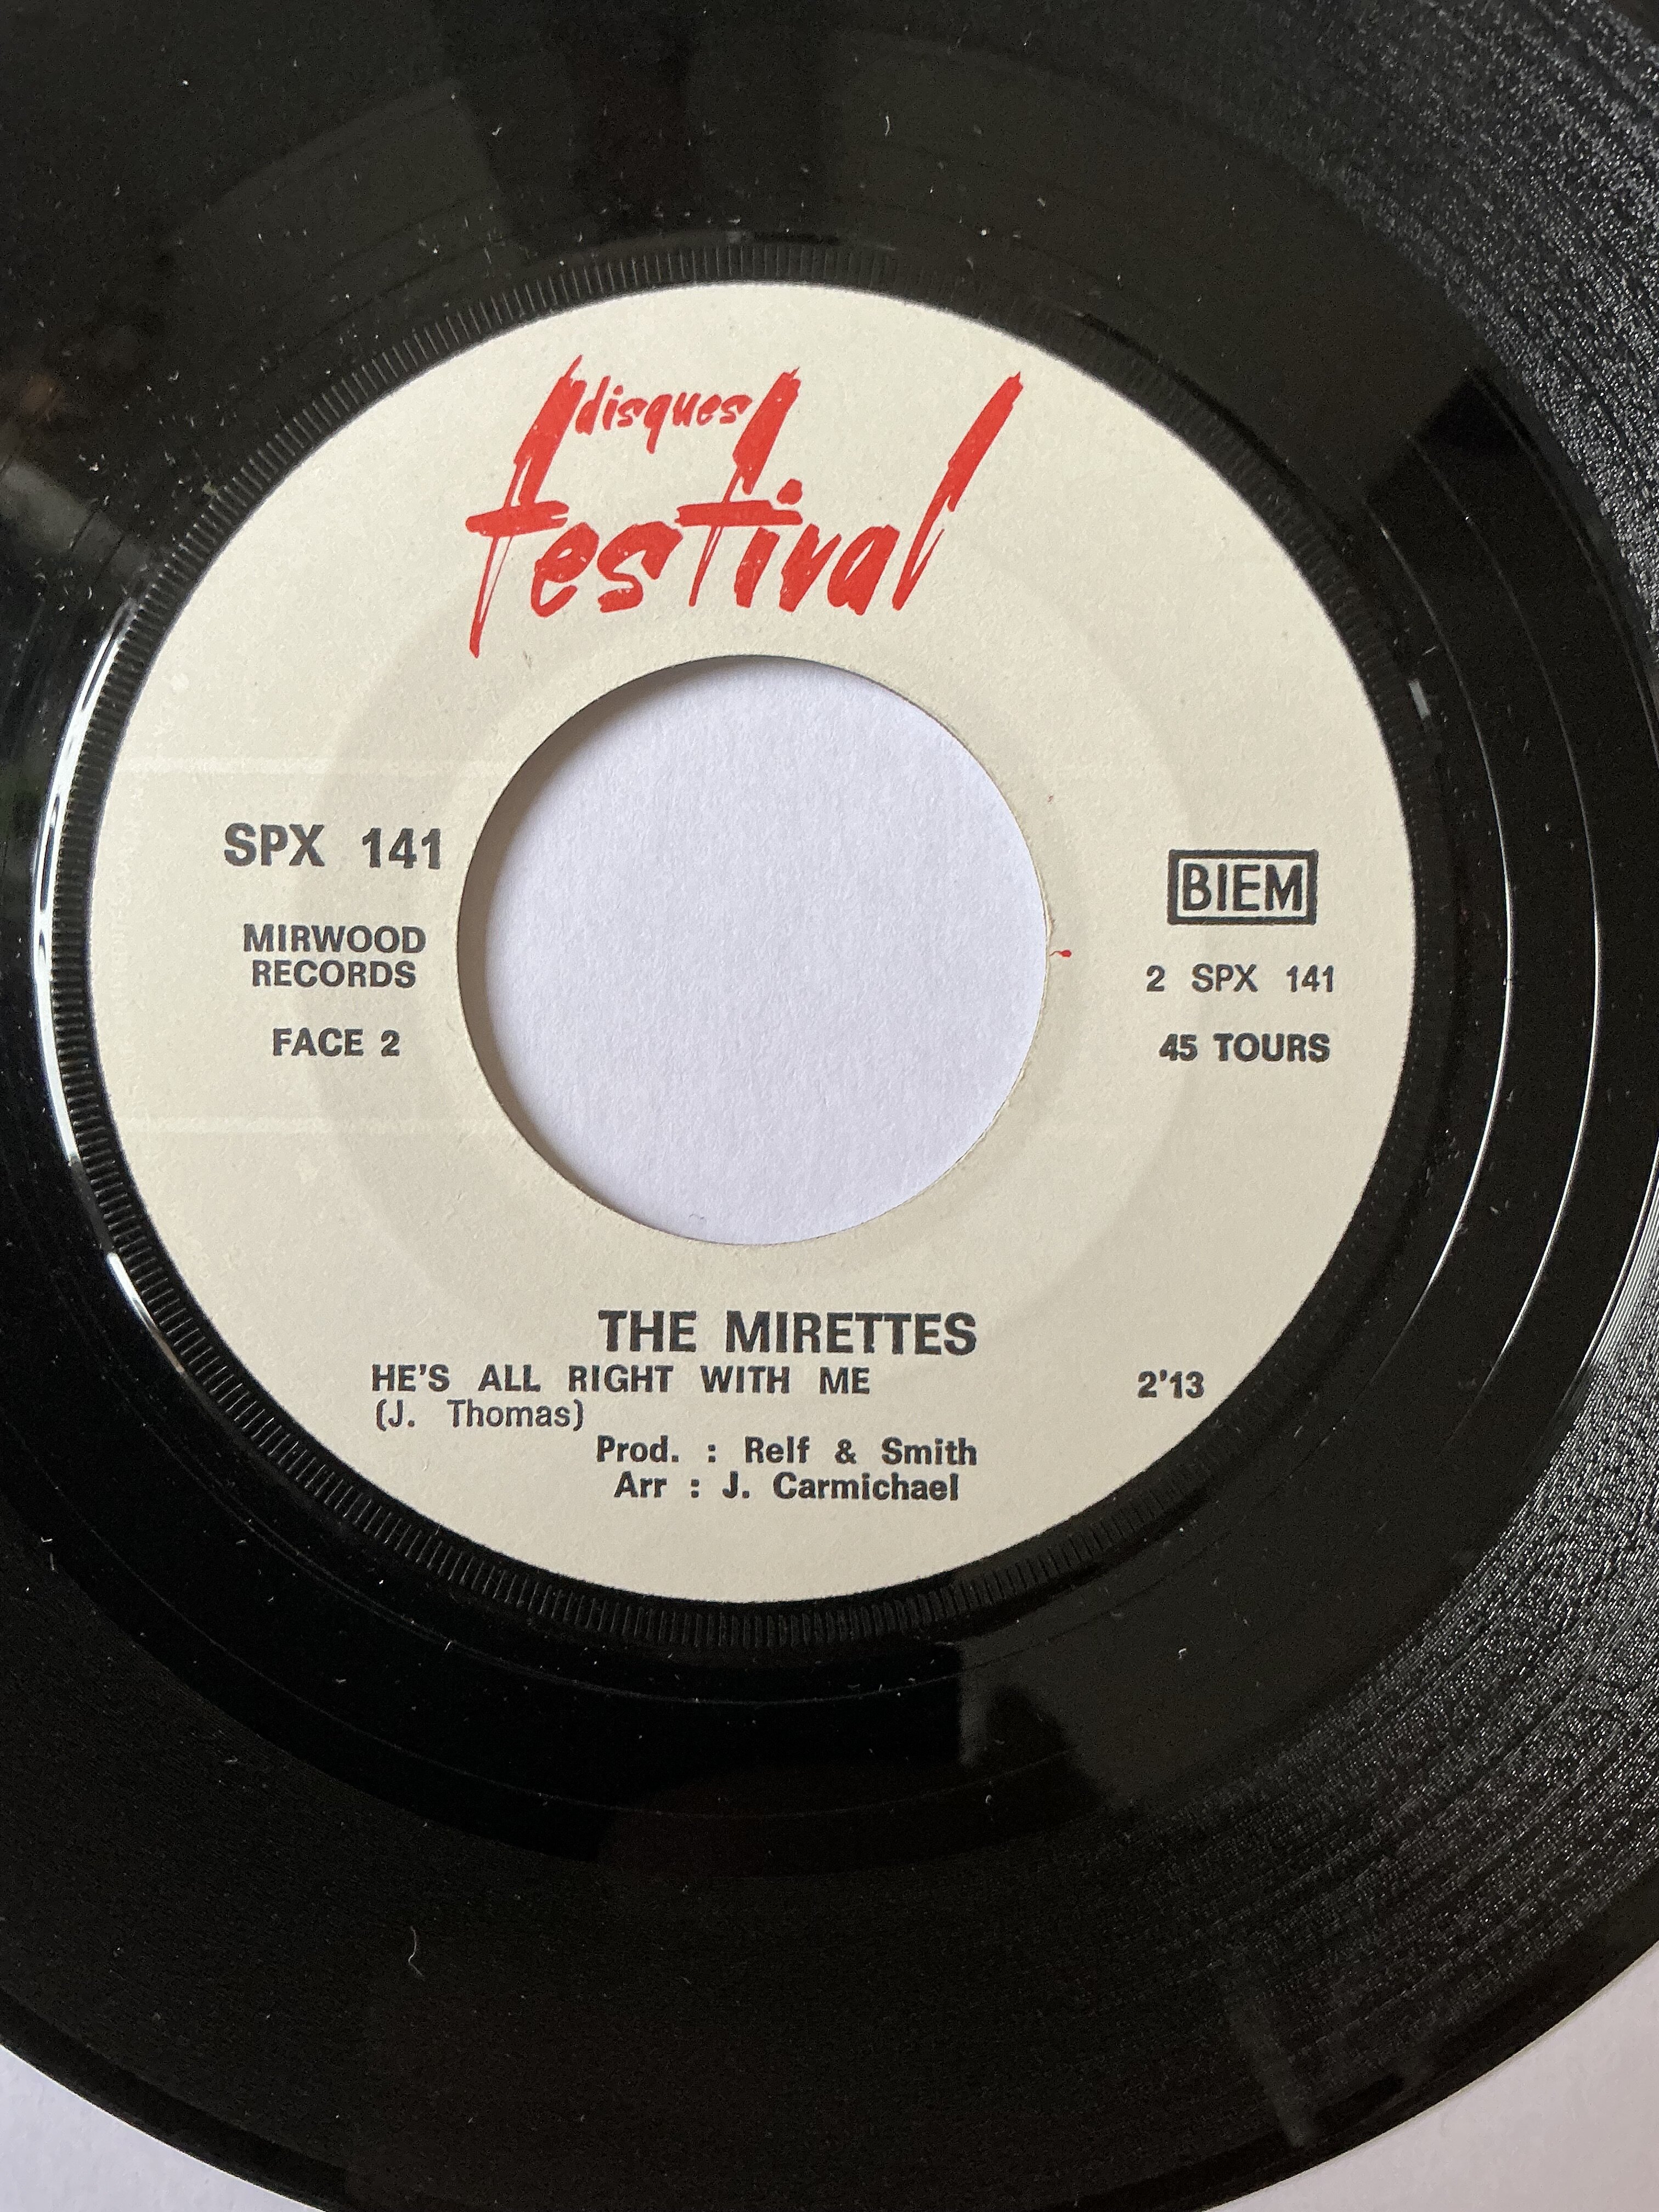 disques
festival
SPX 141
MIRWOOD
RECORDS
FACE 2
BIEM
2 SPX 141
45 TOURS
THE MIRETTES
HE'S ALL RIGHT WITH ME 2'13
(J. Thomas)
Prod. : Relf & Smith
Arr : J. Carmichael